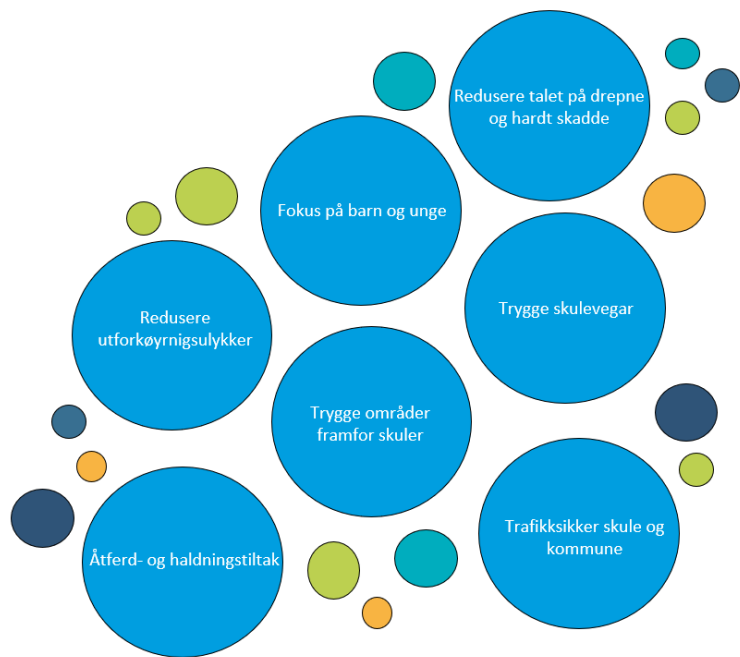 Redusere talet på drepne
og hardt skadde
Fokus på barn og unge
Trygge skulevegar
Redusere
utforkøyrnigsulykker
Trygge områder
framfor skuler
Trafikksikker skule og
kommune
Åtferd- og haldningstiltak